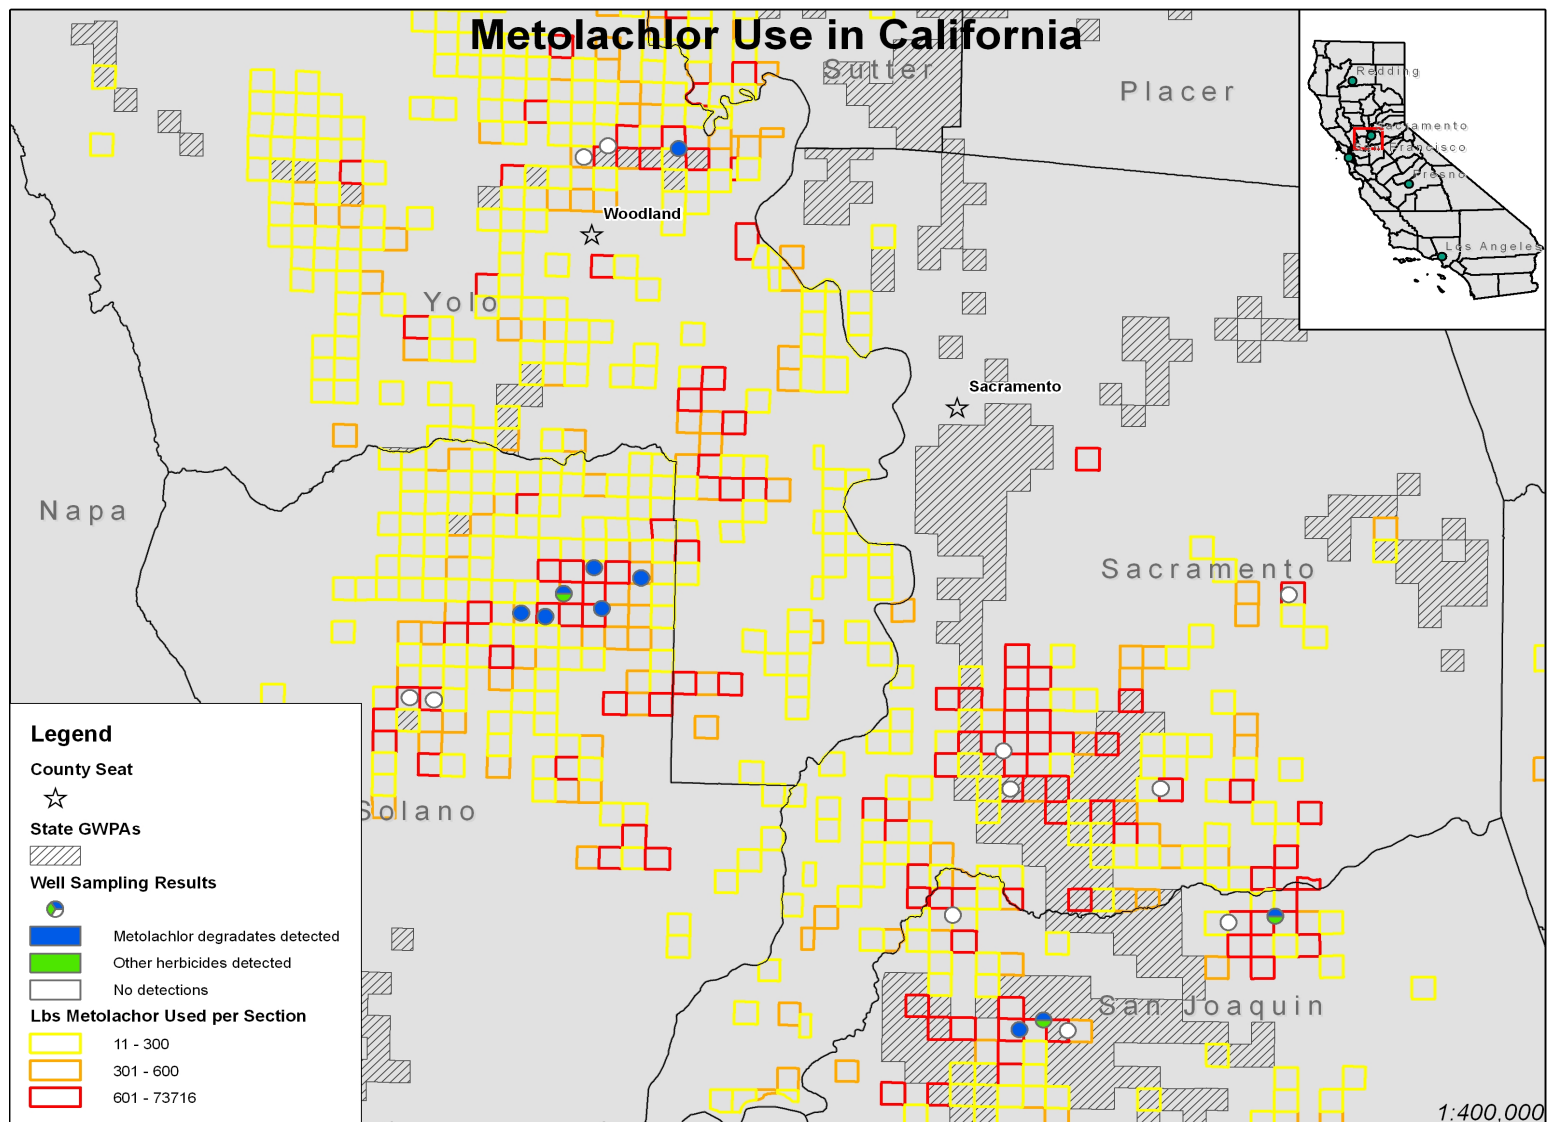 Metolachlor Use in California
Sutter
Placer
Redding
Sacramento
San Francisco
Fresno
Los Angeles
Woodland
Yolo
Sacramento
Napa
Sacramento
Solano
San Joaquin
Legend
County Seat
State GWPAs
Well Sampling Results
Metolachlor degradates detected
Other herbicides detected
No detections
Lbs Metolachor Used per Section
11 - 300
301 - 600
601 - 73716
1:400,000